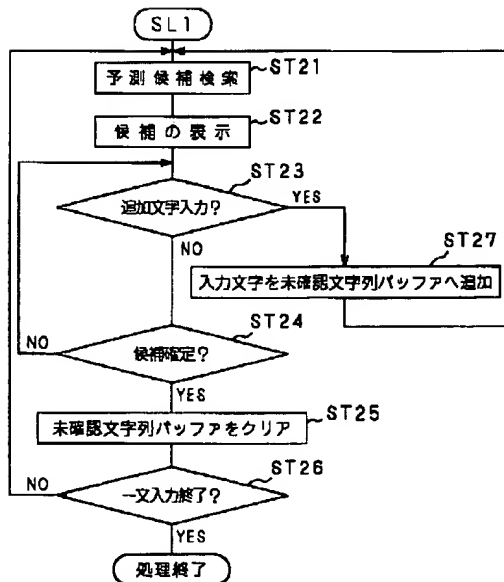 SL1
ST21
予測候補検索
ST22
候補の表示
ST23
追加文字入力?
YES
NO
ST27
入力文字を未確認文字列バッファへ追加
ST24
NO
候補確定?
YES
ST25
未確認文字列バッファをクリア
ST26
NO
一文入力終了?
YES
処理終了